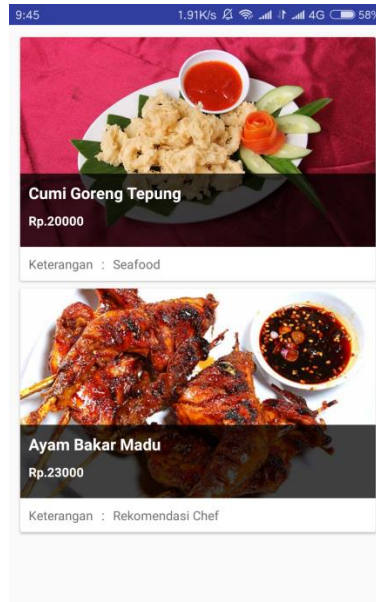 9:45 1.91K/s 4G 58%
Cumi Goreng Tepung
Rp.20000
Keterangan : Seafood
Ayam Bakar Madu
Rp.23000
Keterangan : Rekomendasi Chef